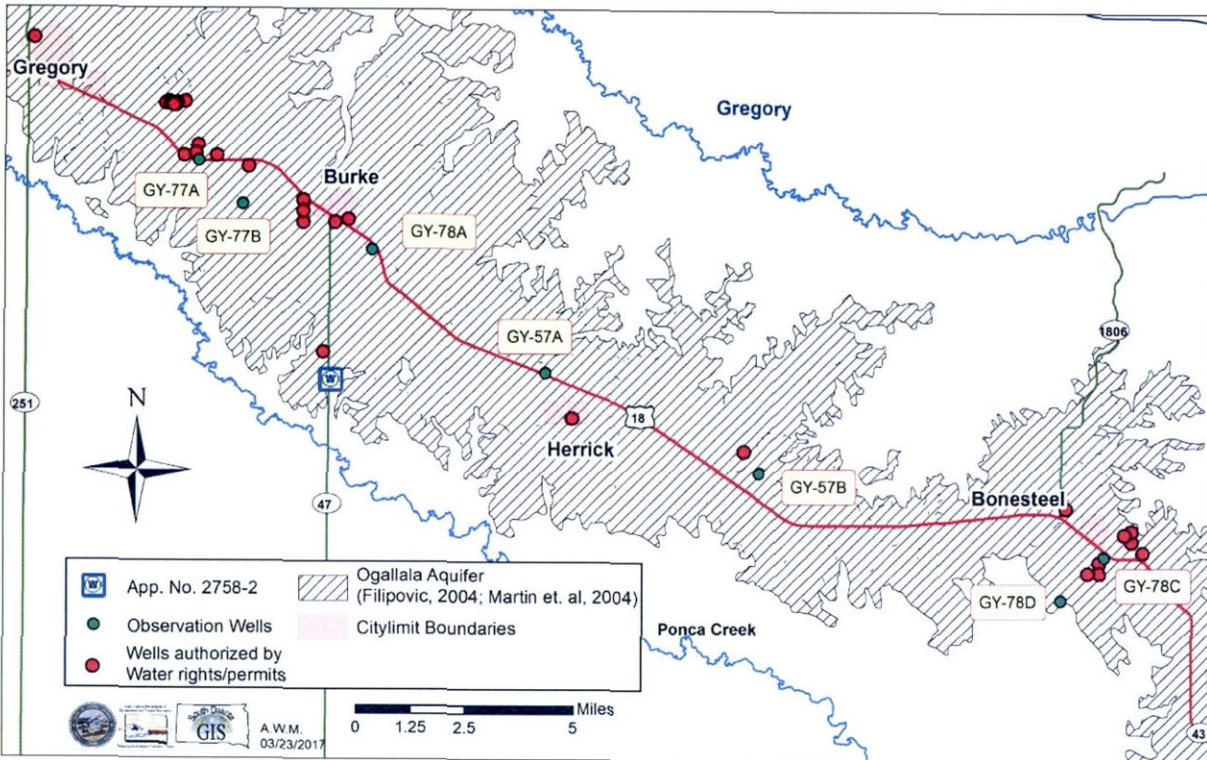 Gregory
Gregory
GY-77A
Burke
GY-77B
GY-78A
GY-57A
1806
251
N
18
Herrick
47
GY-57B
Bonesteel
GY-78D
GY-78C
Ponca Creek
43
W
W
App. No. 2758-2
Observation Wells
Wells authorized by
Water rights/permits
Ogallala Aquifer
(Filipovic, 2004; Martin et. al, 2004)
Citylimit Boundaries
South Dakota
GIS
A.W.M.
03/23/2017
Miles
0 1.25 2.5 5